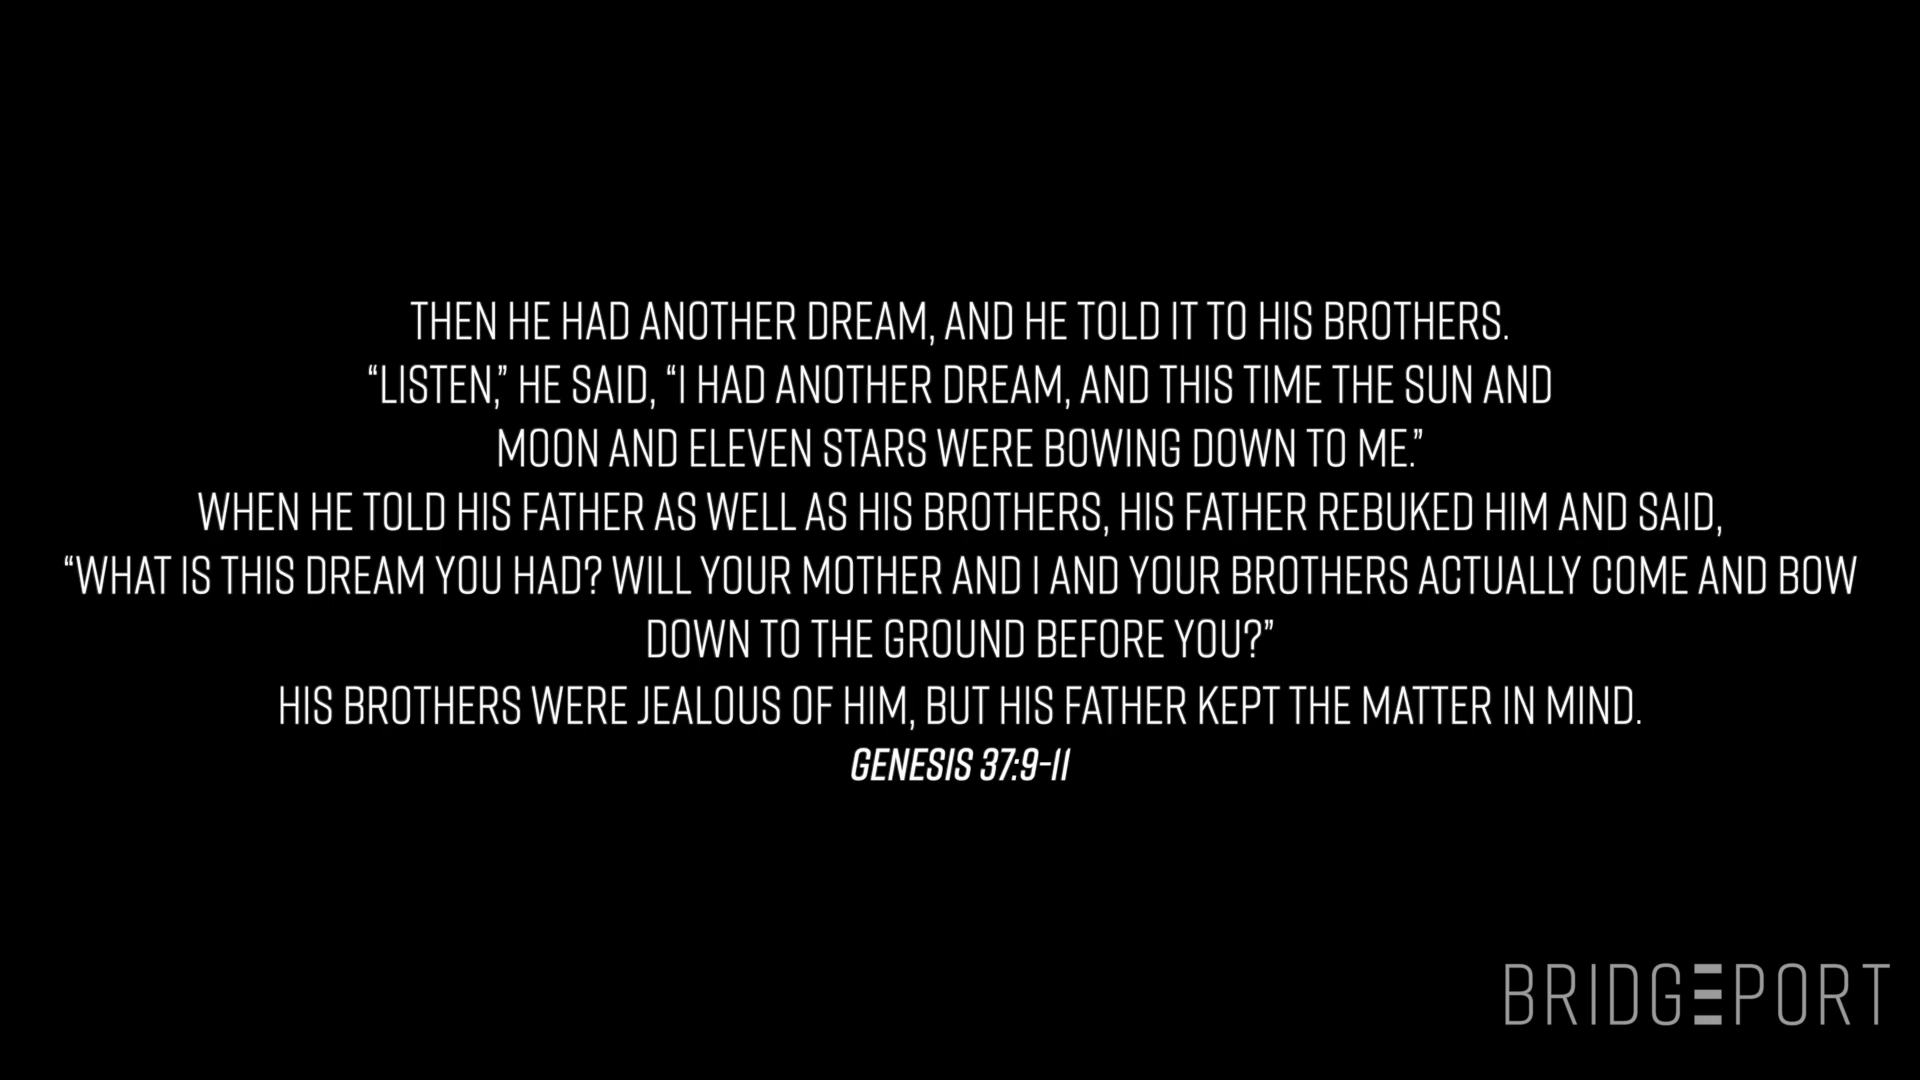 THEN HE HAD ANOTHER DREAM, AND HE TOLD IT TO HIS BROTHERS.
“LISTEN,” HE SAID, “I HAD ANOTHER DREAM, AND THIS TIME THE SUN AND
MOON AND ELEVEN STARS WERE BOWING DOWN TO ME.”
WHEN HE TOLD HIS FATHER AS WELL AS HIS BROTHERS, HIS FATHER REBUKED HIM AND SAID,
“WHAT IS THIS DREAM YOU HAD? WILL YOUR MOTHER AND I AND YOUR BROTHERS ACTUALLY COME AND BOW
DOWN TO THE GROUND BEFORE YOU?”
HIS BROTHERS WERE JEALOUS OF HIM, BUT HIS FATHER KEPT THE MATTER IN MIND.
GENESIS 37:9-11
BRIDGEPORT